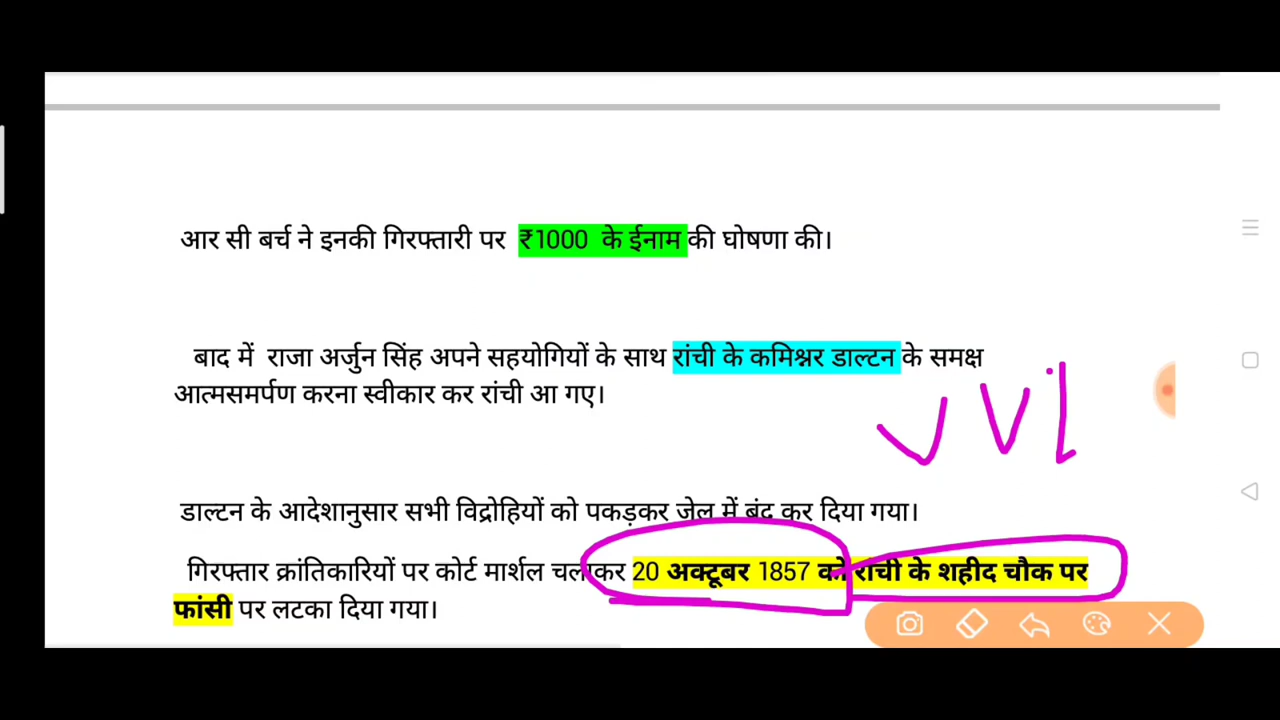 आर सी बर्च ने इनकी गिरफ्तारी पर ₹1000 के ईनाम की घोषणा की।
बाद में राजा अर्जुन सिंह अपने सहयोगियों के साथ रांची के कमिश्नर डाल्टन के समक्ष
आत्मसमर्पण करना स्वीकार कर रांची आ गए।
VVI
डाल्टन के आदेशानुसार सभी विद्रोहियों को पकड़कर जेल में बंद कर दिया गया।
गिरफ्तार क्रांतिकारियों पर कोर्ट मार्शल चलाकर 20 अक्टूबर 1857 को रांची के शहीद चौक पर
फांसी पर लटका दिया गया।